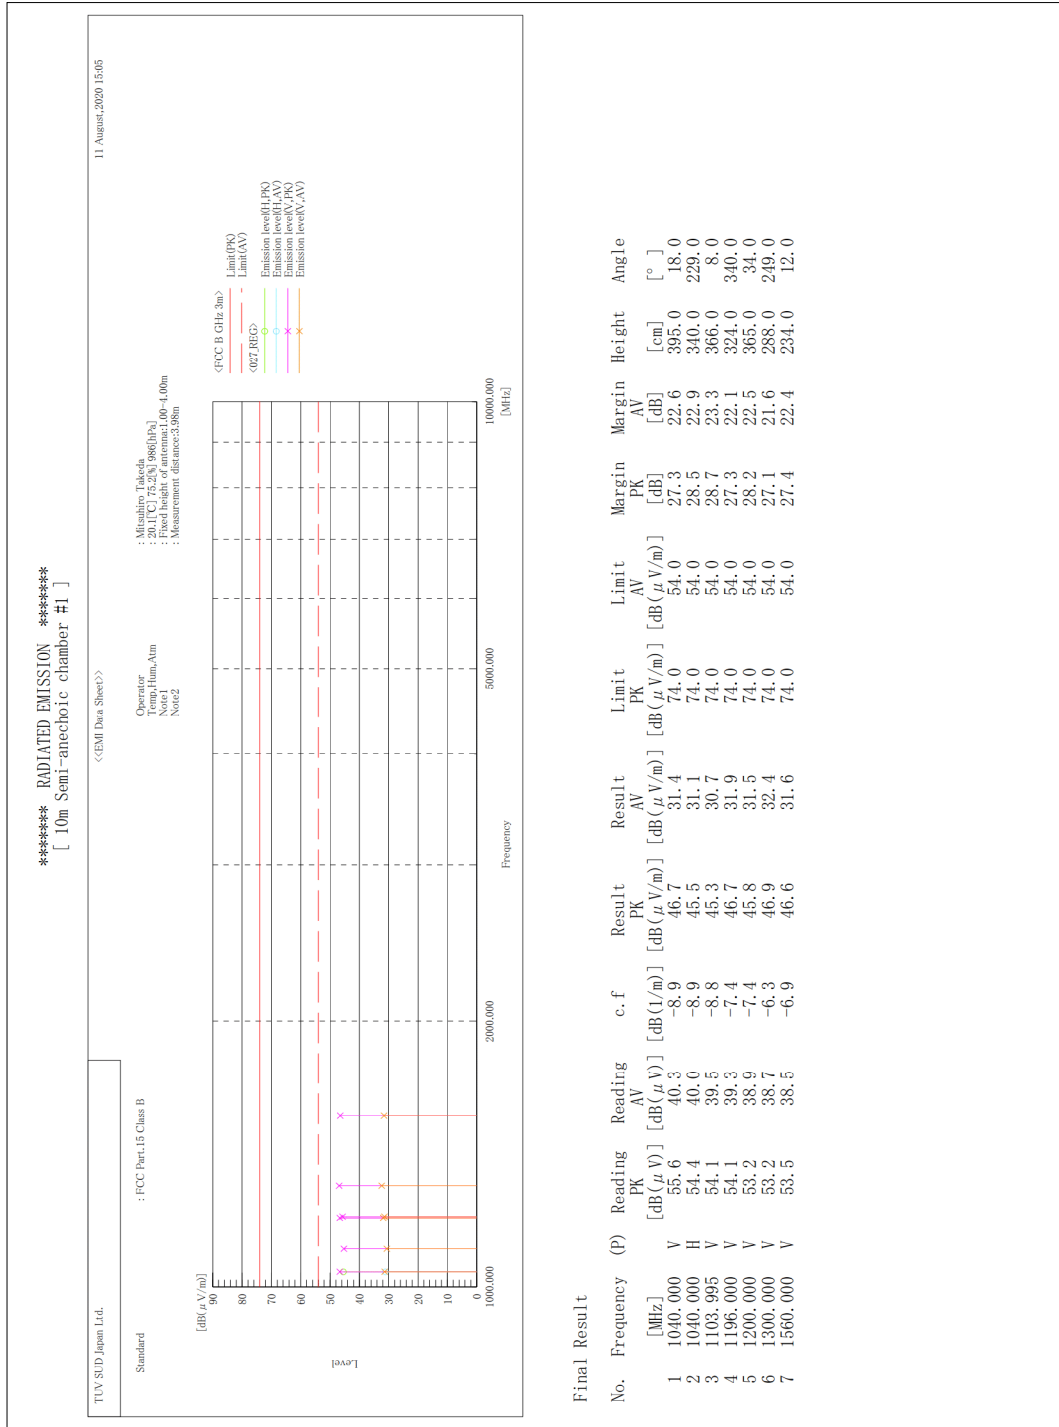 ******* RADIATED EMISSION *******
[ 10m Semi-anechoic chamber #1 ]
TUV SUD Japan Ltd.
<<EMI Data Sheet>>
11 August,2020 15:05
Standard : FCC Part.15 Class B
Operator : Mitsuhiro Takeda
Temp,Hum,Atm : 20.1[℃] 75.2[%] 986[hPa]
Note1 : Fixed height of antenna:1.00-4.00m
Note2 : Measurement distance:3.98m
<FCC B GHz 3m>
Limit(PK)
Limit(AV)
<027_REG>
Emission level(H,PK)
Emission level(H,AV)
Emission level(V,PK)
Emission level(V,AV)
[dB(μV/m)]
90
80
70
60
50
40
30
20
10
0
Level
1000.000 2000.000 5000.000 10000.000
Frequency [MHz]
Final Result
No. Frequency (P) Reading Reading c.f Result Result Limit Limit Margin Margin Height Angle
PK AV PK AV PK AV PK AV
[MHz] [dB(μV)] [dB(μV)] [dB(1/m)] [dB(μV/m)] [dB(μV/m)] [dB(μV/m)] [dB(μV/m)] [dB] [dB] [cm] [°]
1 1040.000 V 55.6 40.3 -8.9 46.7 31.4 74.0 54.0 27.3 22.6 395.0 18.0
2 1040.000 H 54.4 40.0 -8.9 45.5 31.1 74.0 54.0 28.5 22.9 340.0 229.0
3 1103.995 V 54.1 39.5 -8.8 45.3 30.7 74.0 54.0 28.7 23.3 366.0 8.0
4 1196.000 V 54.1 39.3 -7.4 46.7 31.9 74.0 54.0 27.3 22.1 324.0 340.0
5 1200.000 V 53.2 38.9 -7.4 45.8 31.5 74.0 54.0 28.2 22.5 365.0 34.0
6 1300.000 V 53.2 38.7 -6.3 46.9 32.4 74.0 54.0 27.1 21.6 288.0 249.0
7 1560.000 V 53.5 38.5 -6.9 46.6 31.6 74.0 54.0 27.4 22.4 234.0 12.0